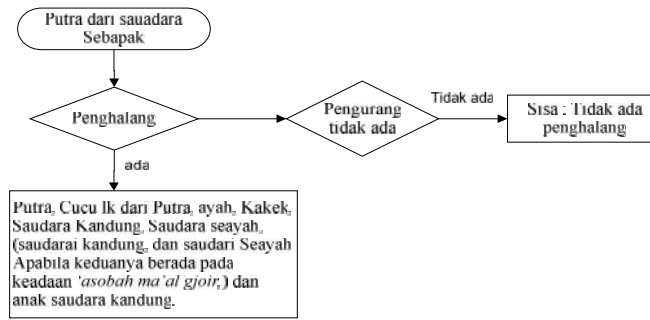 Putra dari sauadara
Sebapak
Penghalang
Pengurang
tidak ada
Tidak ada
Sisa : Tidak ada
penghalang
ada
Putra, Cucu lk dari Putra, ayah, Kakek,
Saudara Kandung, Saudara seayah,
(saudarai kandung, dan saudari Seayah
Apabila keduanya berada pada
keadaan 'asobah ma'al gjoir,) dan
anak saudara kandung.